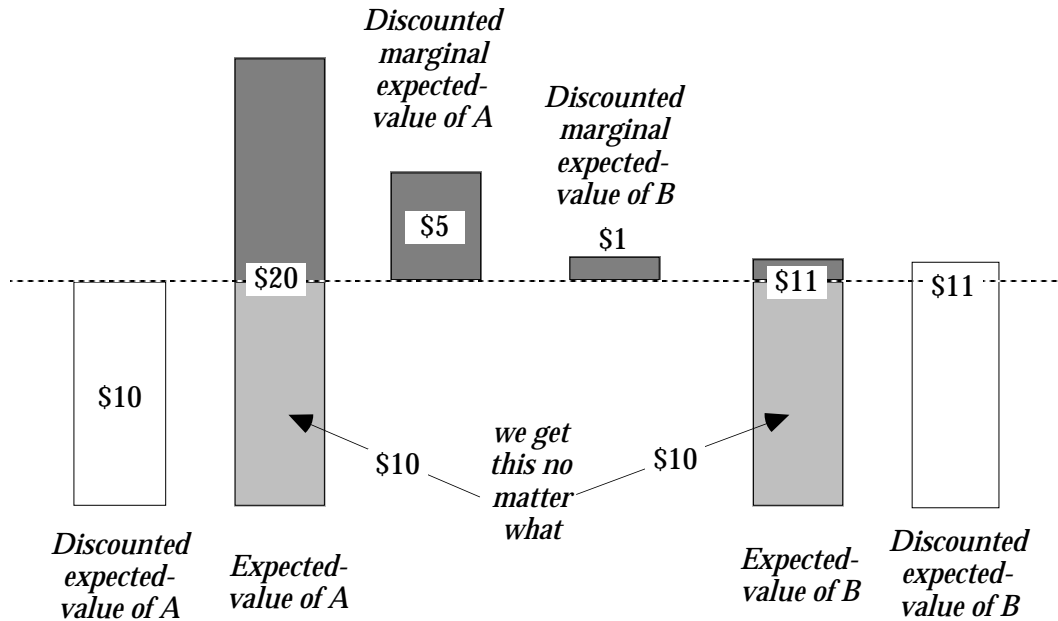 Discounted
marginal
expected-
value of A
Discounted
marginal
expected-
value of B
$5
$1
$20
$11
$11
$10
we get
this no
matter
what
$10
$10
Discounted
expected-
value of A
Expected-
value of A
Expected-
value of B
Discounted
expected-
value of B